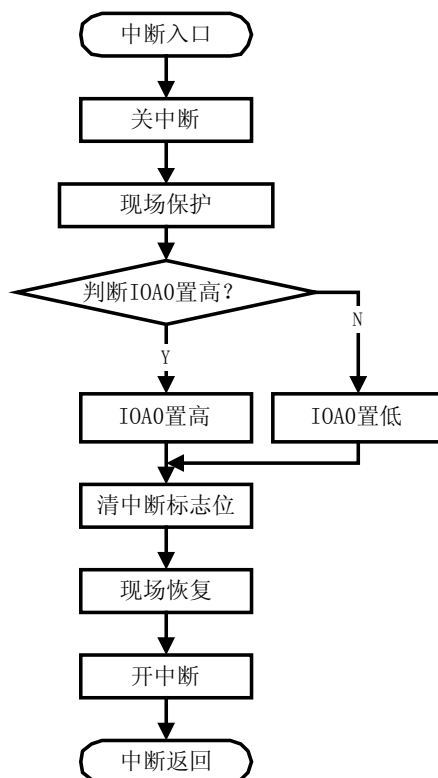 中断入口
关中断
现场保护
判断IOA0置高？
N
Y
IOA0置高
IOA0置低
清中断标志位
现场恢复
开中断
中断返回